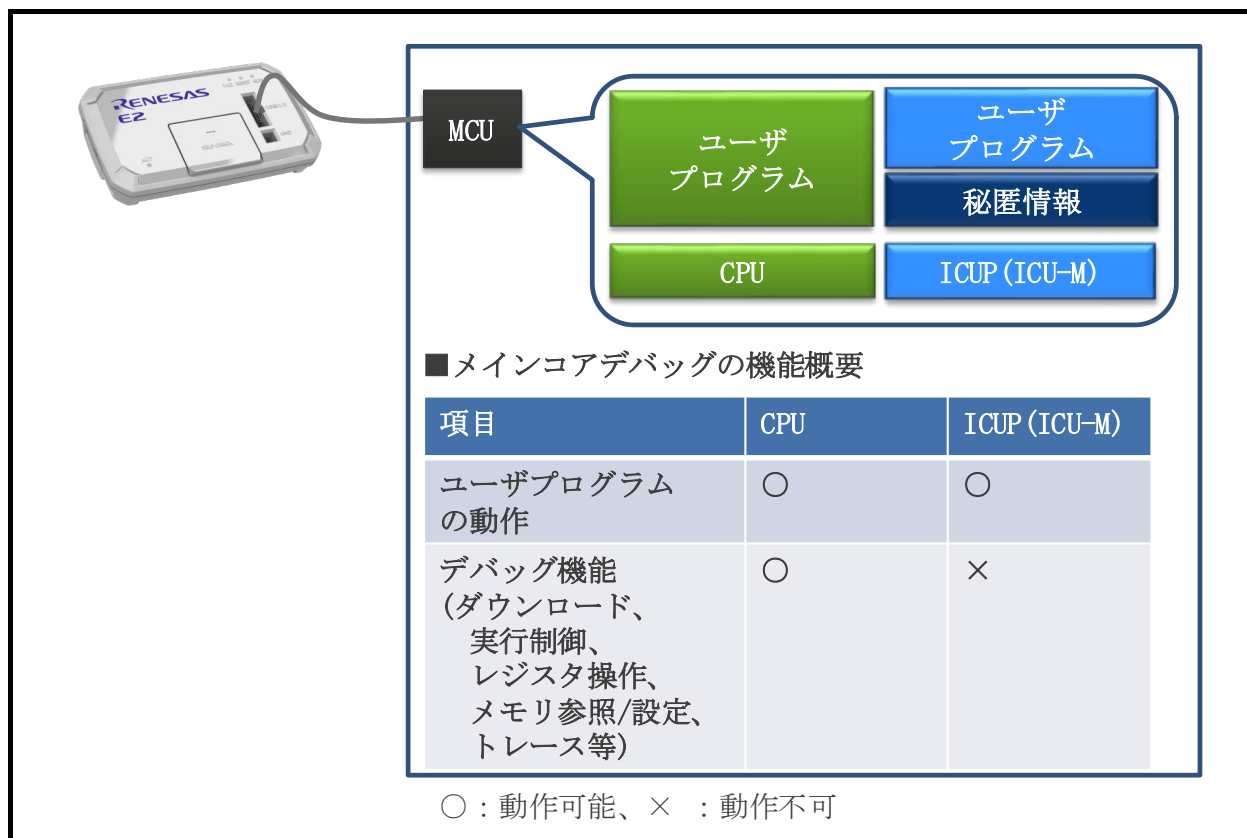 RENESAS
E2
ACT
MCU
ユーザ
プログラム
ユーザ
プログラム
秘匿情報
CPU
ICUP(ICU-M)
■メインコアデバッグの機能概要
項目
CPU
ICUP(ICU-M)
ユーザプログラム
の動作
○
○
デバッグ機能
(ダウンロード、
実行制御、
レジスタ操作、
メモリ参照/設定、
トレース等)
○
×
○：動作可能、× ：動作不可